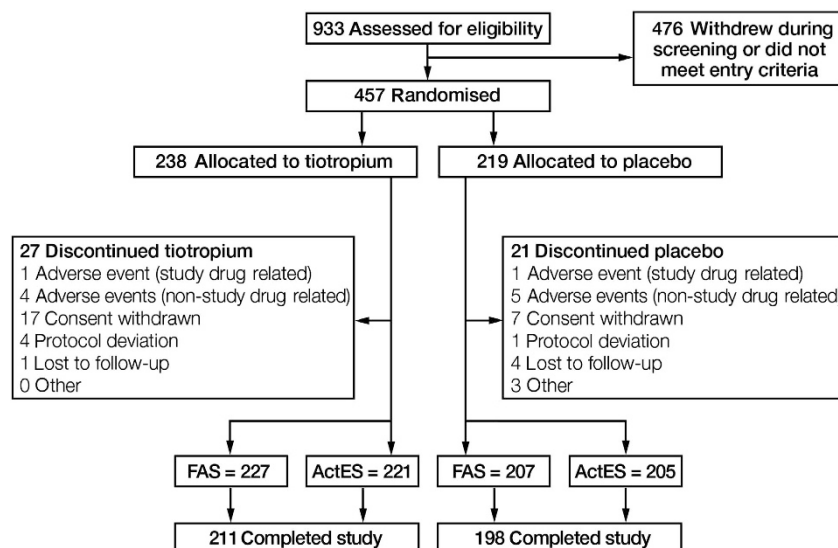 933 Assessed for eligibility
476 Withdrew during
screening or did not
meet entry criteria
457 Randomised
238 Allocated to tiotropium
219 Allocated to placebo
27 Discontinued tiotropium
1 Adverse event (study drug related)
4 Adverse events (non-study drug related)
17 Consent withdrawn
4 Protocol deviation
1 Lost to follow-up
0 Other
21 Discontinued placebo
1 Adverse event (study drug related)
5 Adverse events (non-study drug related
7 Consent withdrawn
1 Protocol deviation
4 Lost to follow-up
3 Other
FAS = 227
ActES = 221
FAS = 207
ActES = 205
211 Completed study
198 Completed study